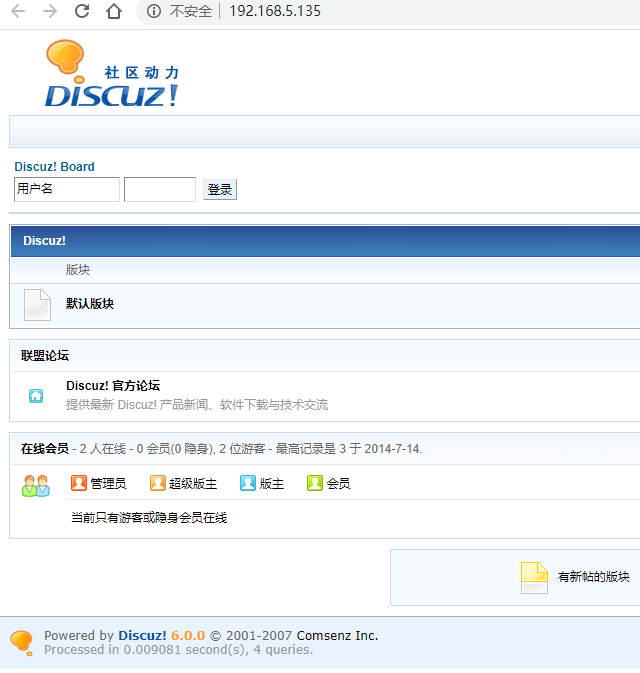 不安全 | 192.168.5.135
社区动力
DISCUZ!
Discuz! Board
用户名 登录
Discuz!
版块
默认版块
联盟论坛
Discuz! 官方论坛
提供最新 Discuz! 产品新闻、软件下载与技术交流
在线会员 - 2 人在线 - 0 会员(0 隐身), 2 位游客 - 最高记录是 3 于 2014-7-14.
管理员 超级版主 版主 会员
当前只有游客或隐身会员在线
有新帖的版块
Powered by Discuz! 6.0.0 © 2001-2007 Comsenz Inc.
Processed in 0.009081 second(s), 4 queries.